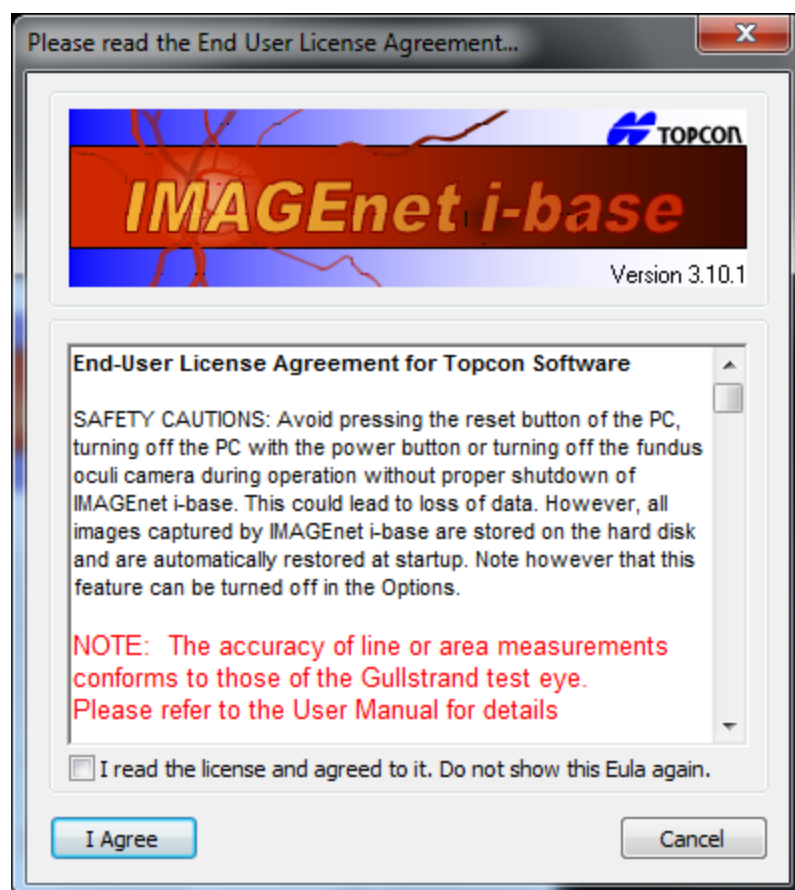 Please read the End User License Agreement...
TOPCON
IMAGEnet i-base
Version 3.10.1
End-User License Agreement for Topcon Software
SAFETY CAUTIONS: Avoid pressing the reset button of the PC,
turning off the PC with the power button or turning off the fundus
oculi camera during operation without proper shutdown of
IMAGEnet i-base. This could lead to loss of data. However, all
images captured by IMAGEnet i-base are stored on the hard disk
and are automatically restored at startup. Note however that this
feature can be turned off in the Options.
NOTE: The accuracy of line or area measurements
conforms to those of the Gullstrand test eye.
Please refer to the User Manual for details
I read the license and agreed to it. Do not show this Eula again.
I Agree
Cancel